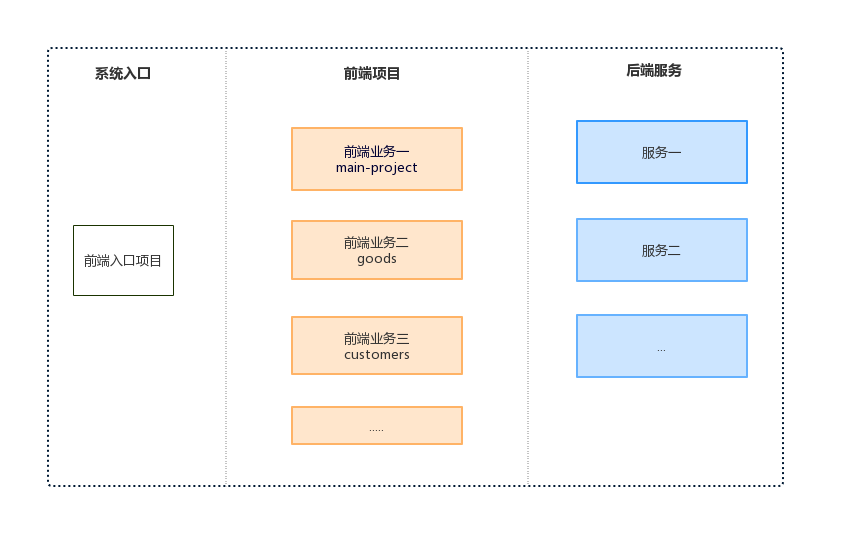 系统入口
前端项目
后端服务
前端入口项目
前端业务一
main-project
前端业务二
goods
前端业务三
customers
.....
服务一
服务二
...